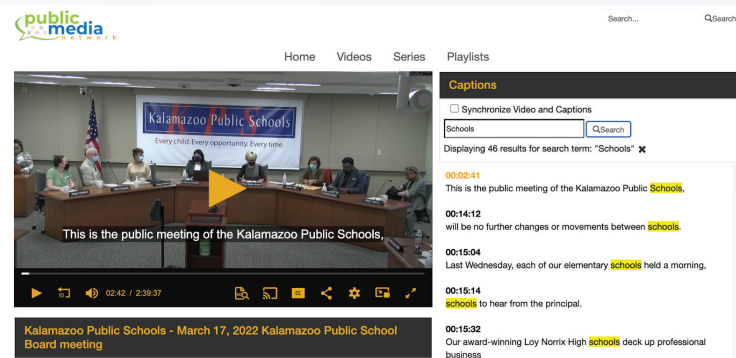 public
media
network
Search...
Search
Home Videos Series Playlists
Kalamazoo Public Schools
Every child. Every opportunity. Every time.
This is the public meeting of the Kalamazoo Public Schools,
10
02:42 / 2:39:37
CC
Kalamazoo Public Schools - March 17, 2022 Kalamazoo Public School
Board meeting
Captions
Synchronize Video and Captions
Schools
Search
Displaying 46 results for search term: "Schools"
00:02:41
This is the public meeting of the Kalamazoo Public Schools,
00:14:12
will be no further changes or movements between schools.
00:15:04
Last Wednesday, each of our elementary schools held a morning,
00:15:14
schools to hear from the principal.
00:15:32
Our award-winning Loy Norrix High schools deck up professional
business